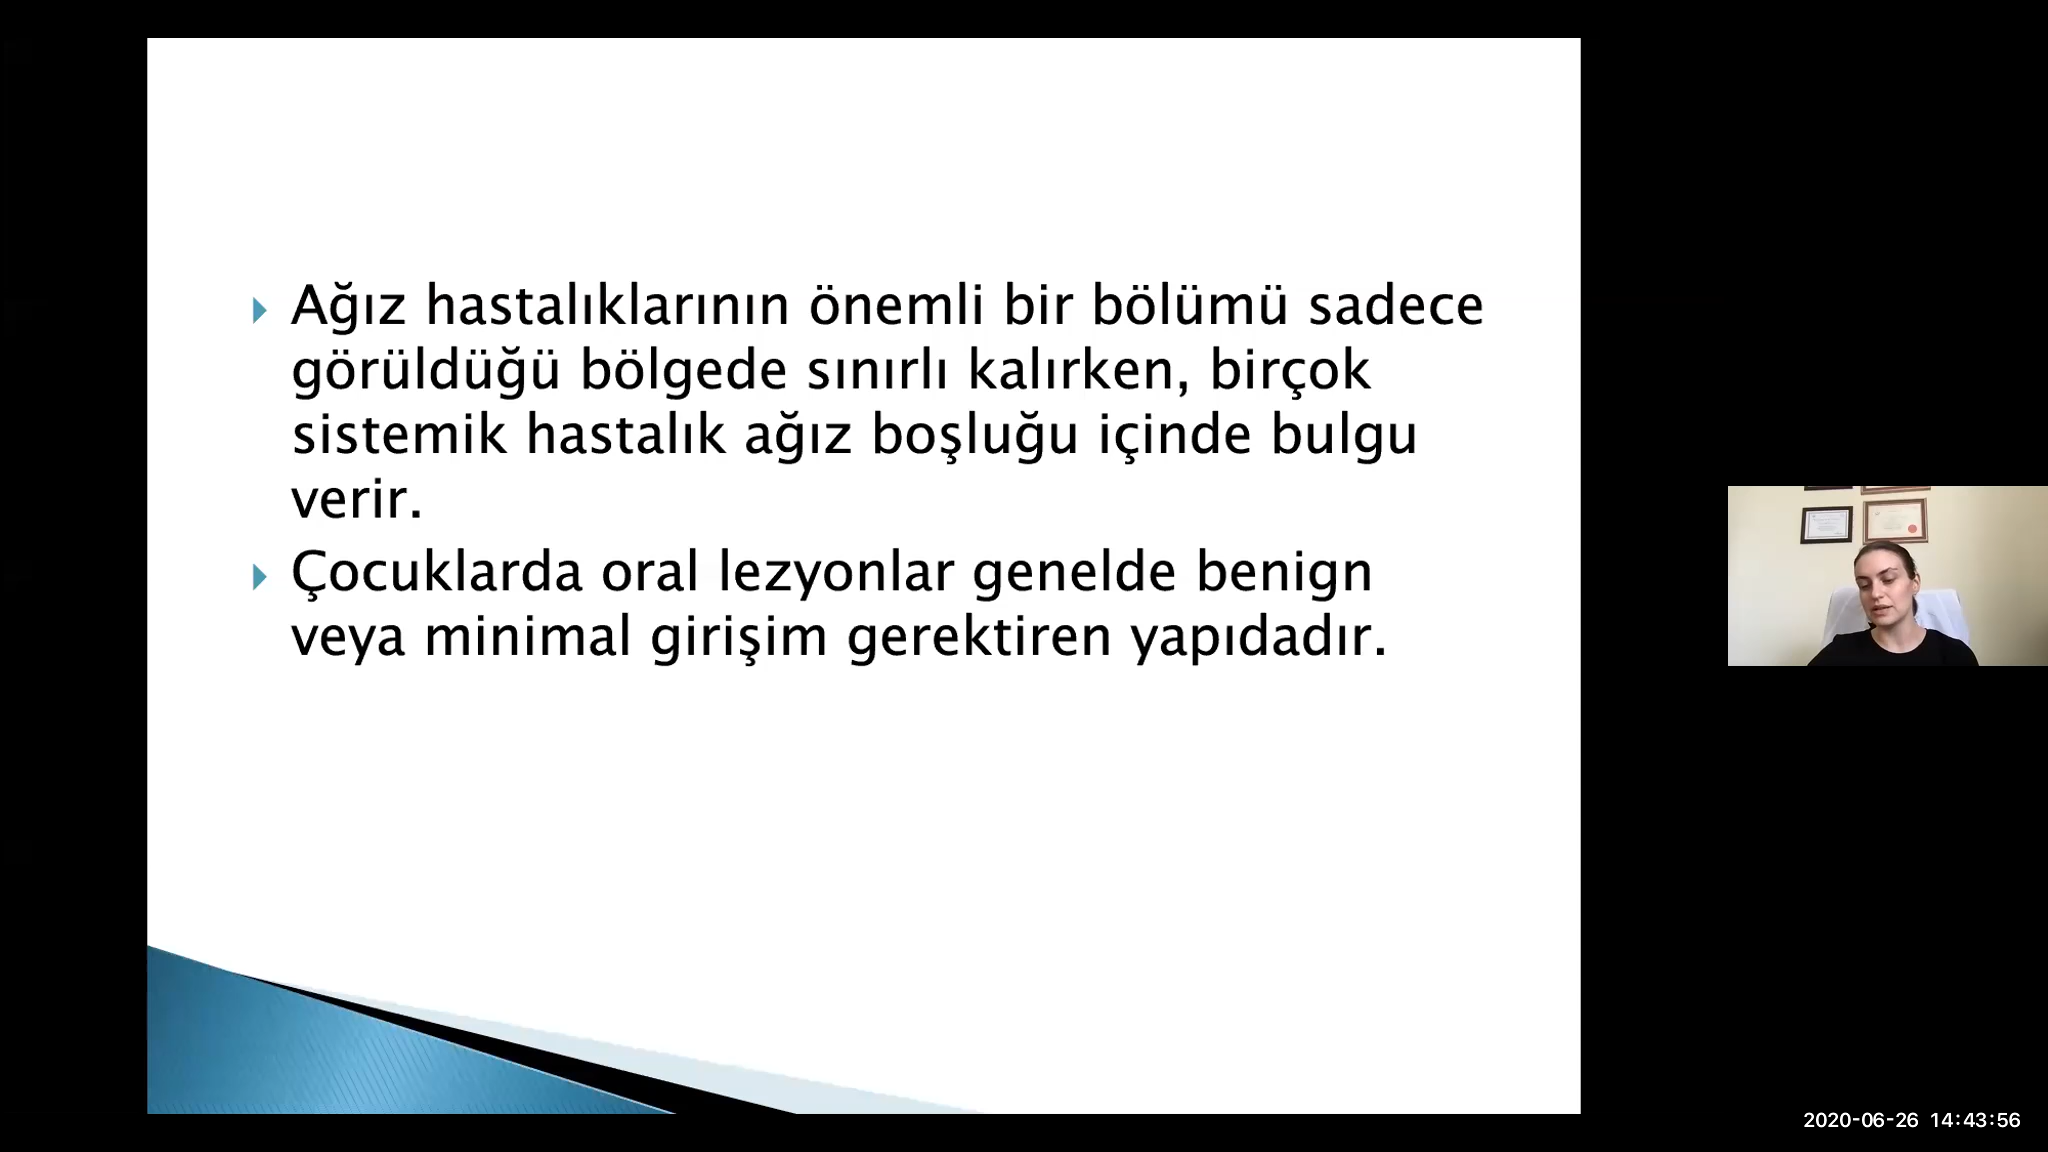 Ağız hastalıklarının önemli bir bölümü sadece
görüldüğü bölgede sınırlı kalırken, birçok
sistemik hastalık ağız boşluğu içinde bulgu
verir.
Çocuklarda oral lezyonlar genelde benign
veya minimal girişim gerektiren yapıdadır.
2020-06-26 14:43:56